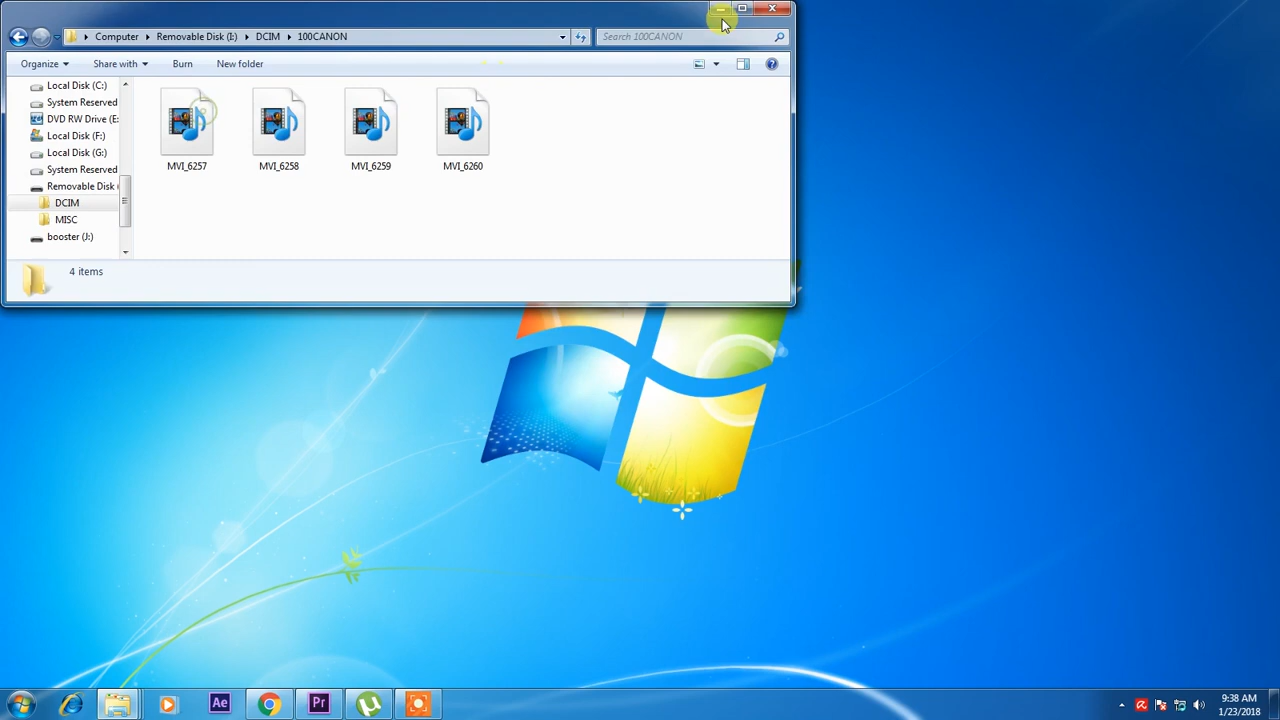 Computer Removable Disk (I:) DCIM 100CANON
Search 100CANON
Organize Share with Burn New folder
Local Disk (C:)
System Reserved
DVD RW Drive (E:
Local Disk (F:)
Local Disk (G:)
System Reserved
Removable Disk (
DCIM
MISC
booster (J:)
MVI_6257 MVI_6258 MVI_6259 MVI_6260
4 items
Ae
Pr
9:38 AM
1/23/2018